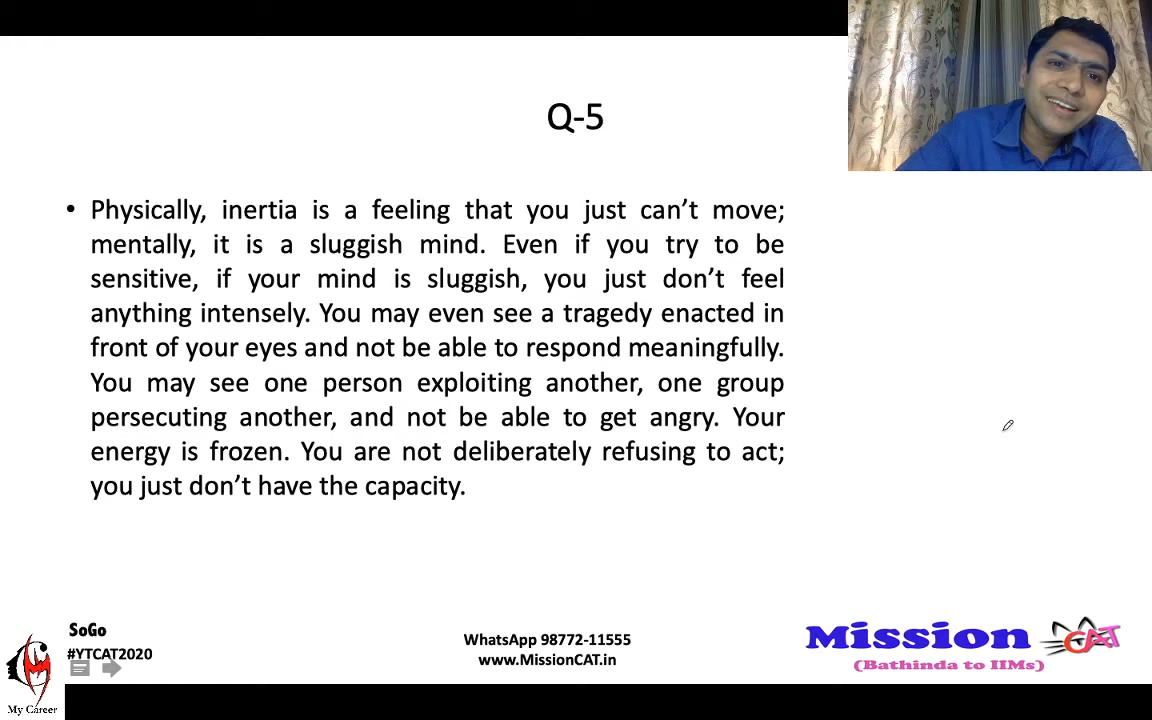 Q-5
• Physically, inertia is a feeling that you just can’t move;
mentally, it is a sluggish mind. Even if you try to be
sensitive, if your mind is sluggish, you just don’t feel
anything intensely. You may even see a tragedy enacted in
front of your eyes and not be able to respond meaningfully.
You may see one person exploiting another, one group
persecuting another, and not be able to get angry. Your
energy is frozen. You are not deliberately refusing to act;
you just don’t have the capacity.
SoGo
#YTCAT2020
My Career
WhatsApp 98772-11555
www.MissionCAT.in
Mission CAT
(Bathinda to IIMs)